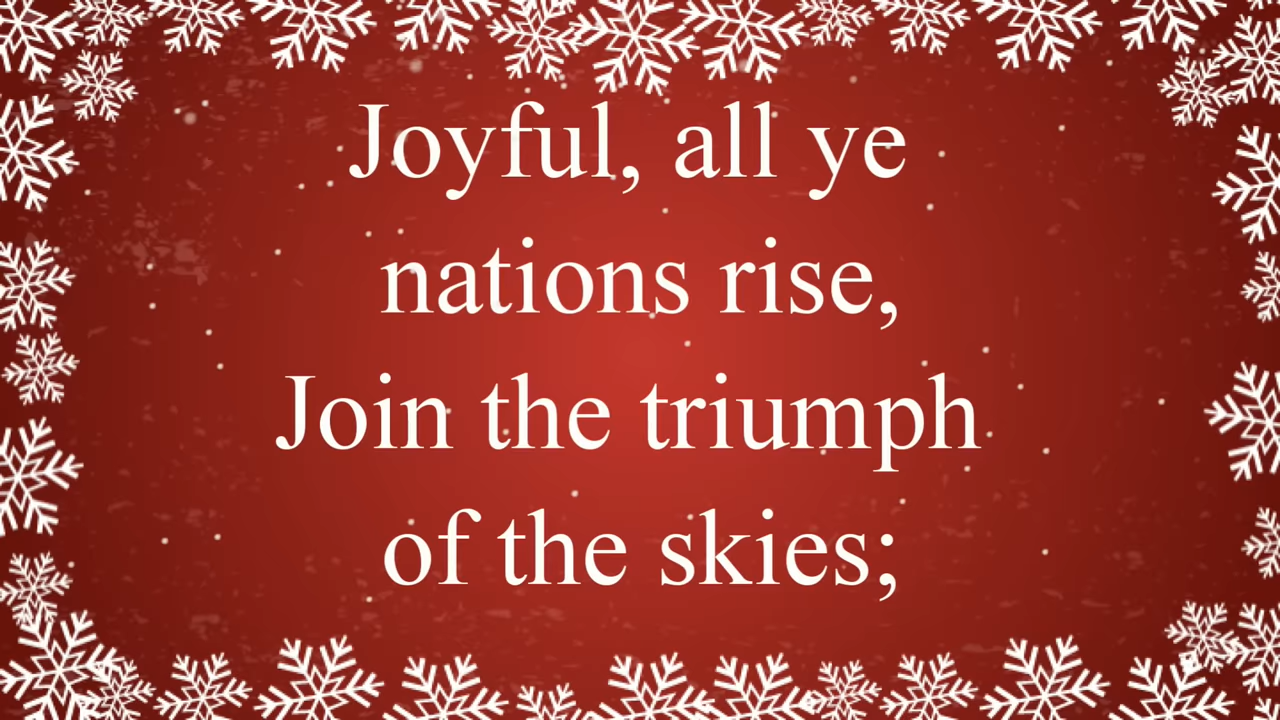 Joyful, all ye
nations rise,
Join the triumph
of the skies;